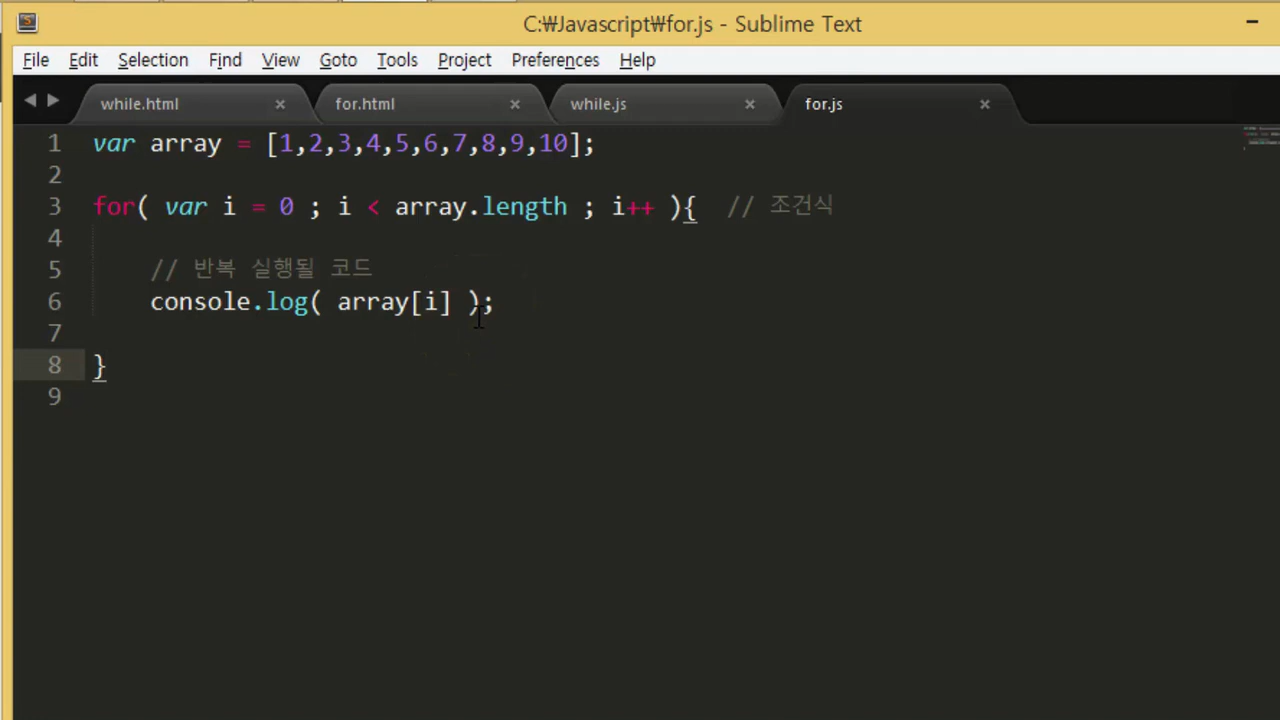 C:₩Javascript₩for.js - Sublime Text
File Edit Selection Find View Goto Tools Project Preferences Help
while.html for.html while.js for.js
1 var array = [1,2,3,4,5,6,7,8,9,10];
2
3 for( var i = 0 ; i < array.length ; i++ ){ // 조건식
4
5 // 반복 실행될 코드
6 console.log( array[i] );
7
8 }
9